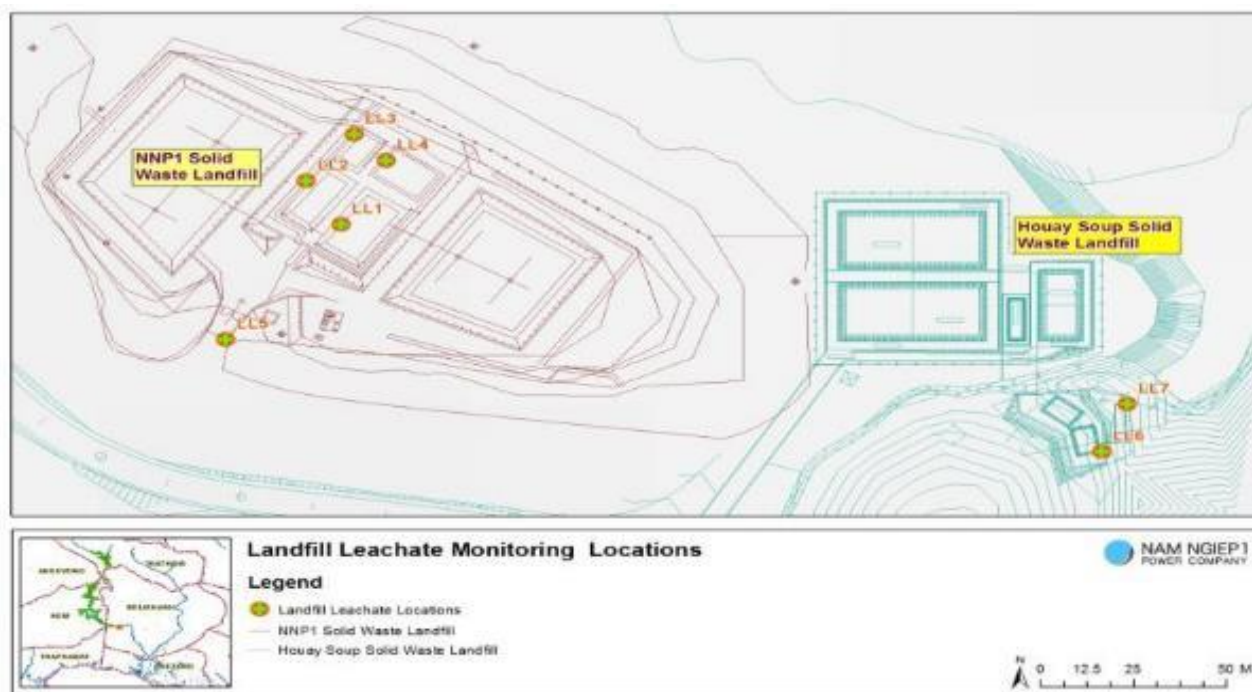 LL3
LL4
NNP1 Solid
Waste Landfill
LL2
LL1
Houay Soup Solid
Waste Landfill
LL5
LL7
LL6
Landfill Leachate Monitoring Locations
NAM NGIEP1
POWER COMPANY
Legend
Landfill Leachate Locations
NNP1 Solid Waste Landfill
Houay Soup Solid Waste Landfill
N
0 12.5 25 50 M